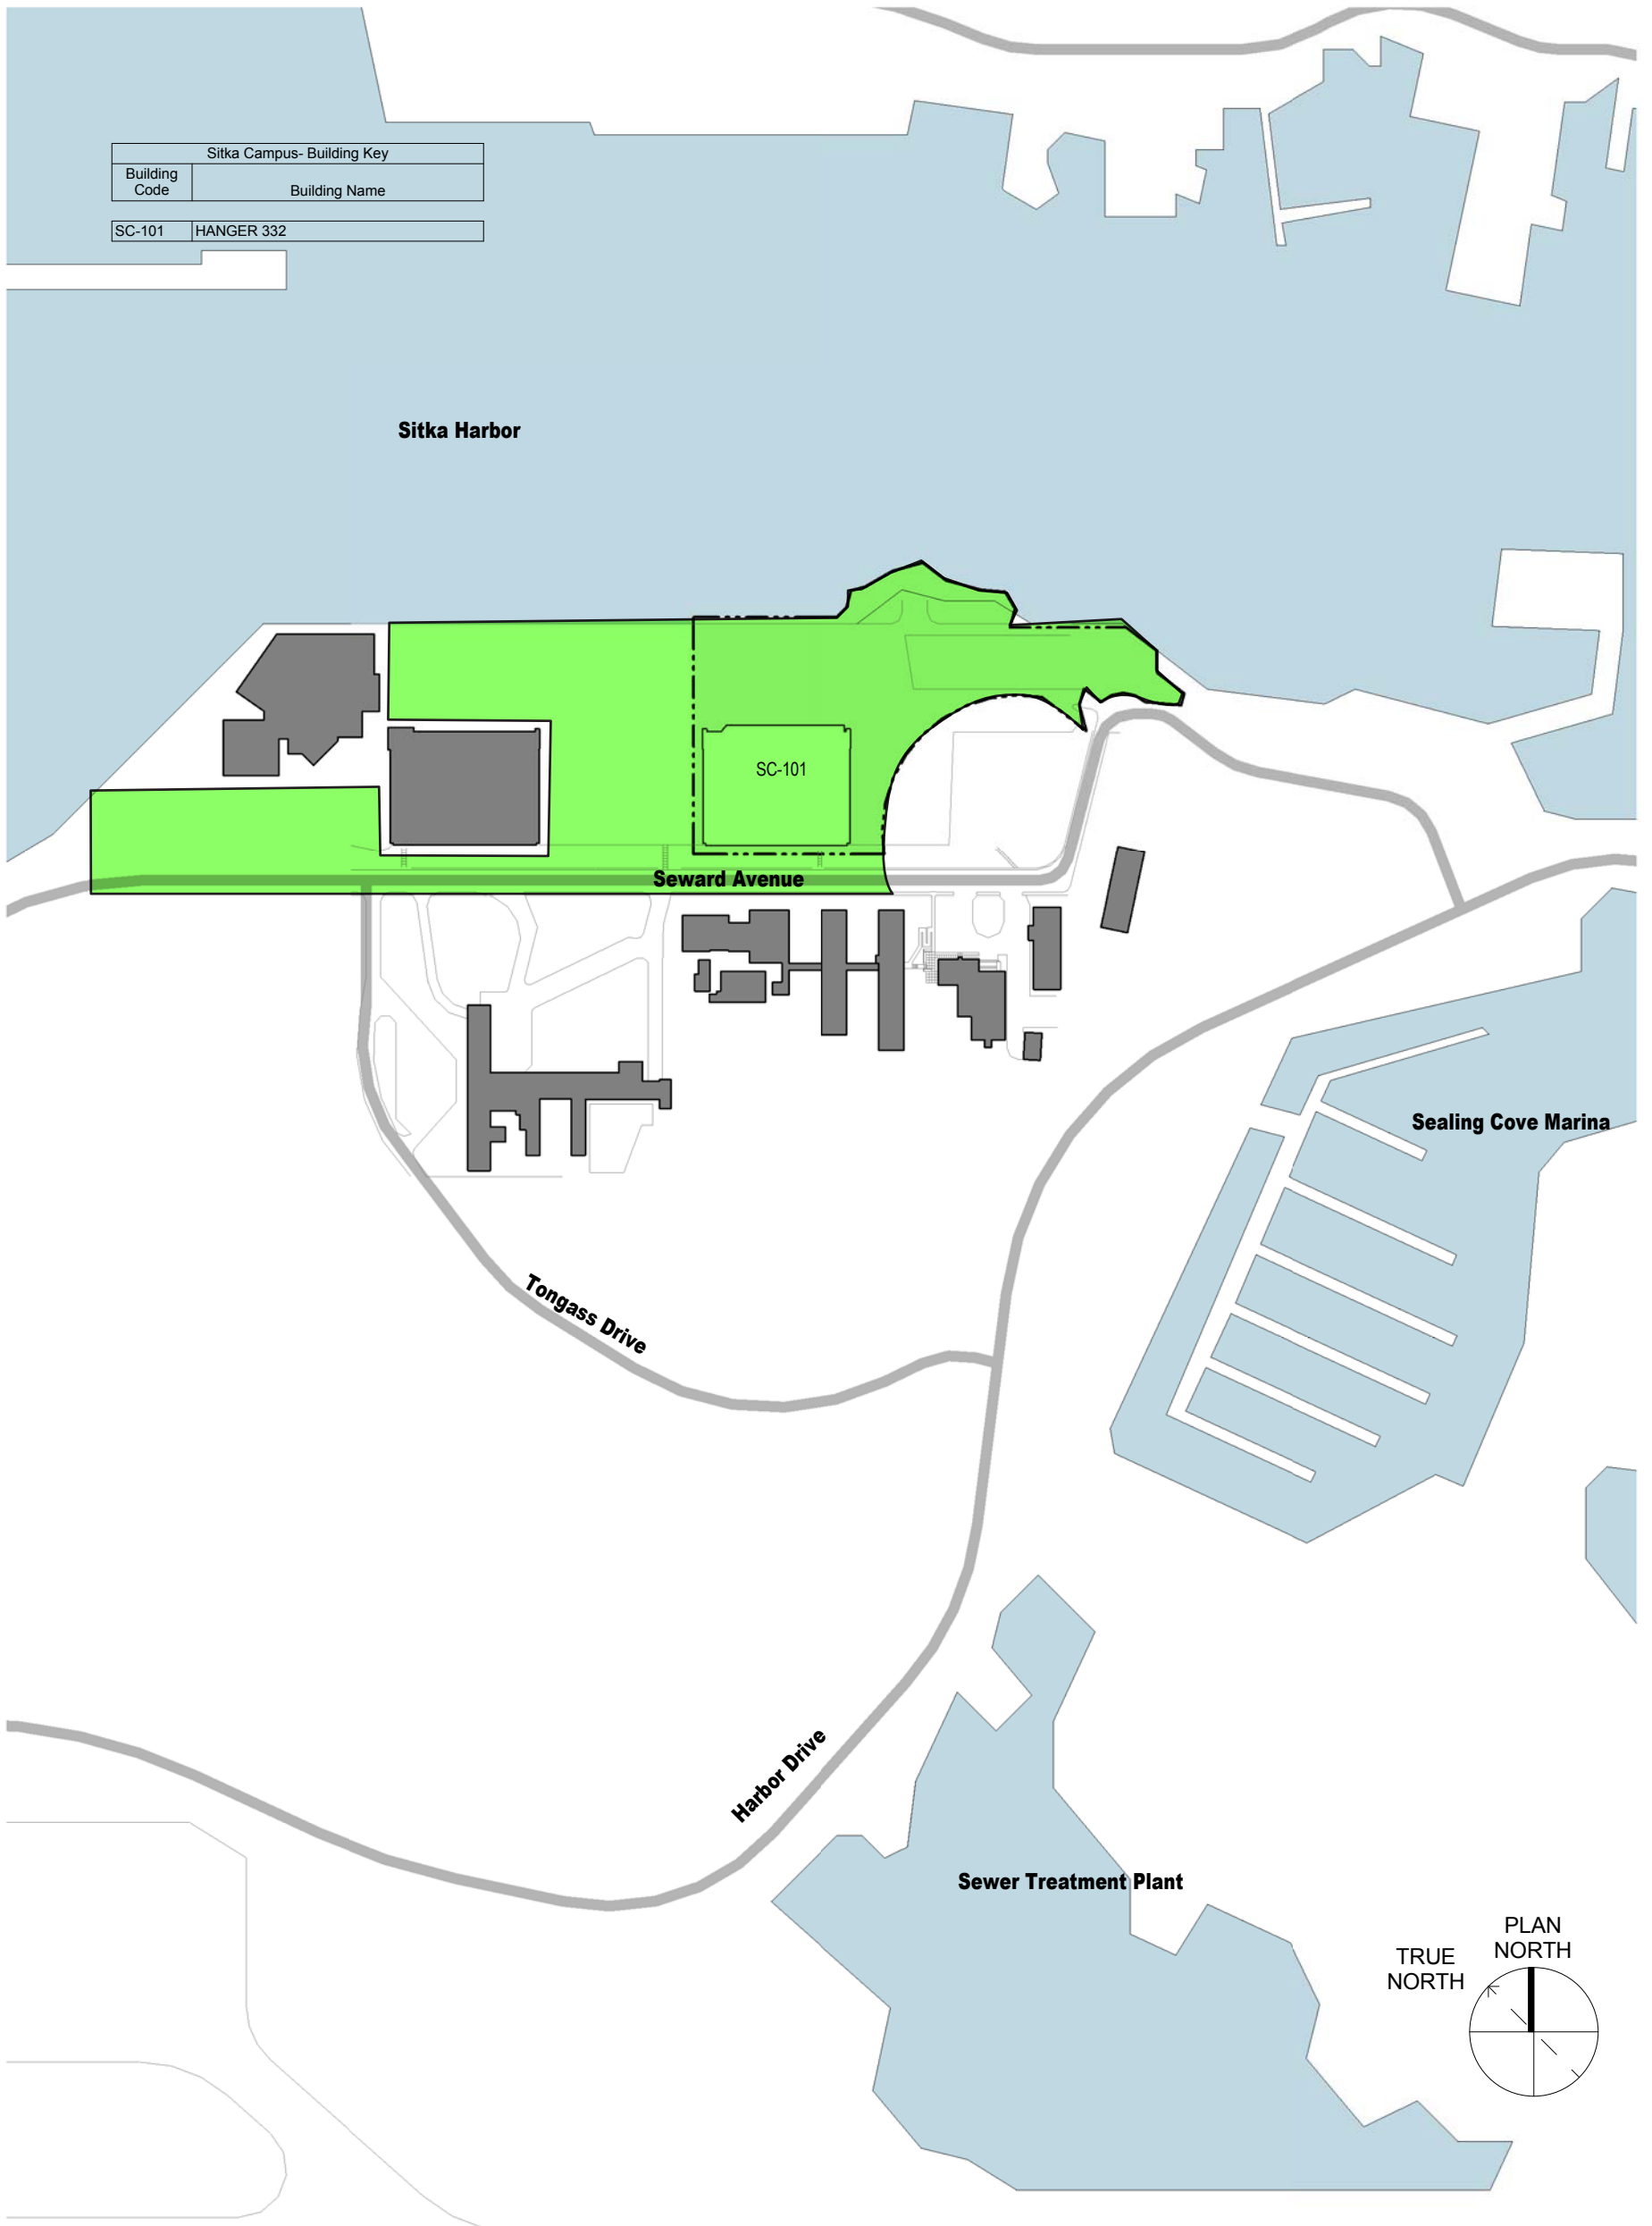 Sitka Campus- Building Key
Building
Code
Building Name
SC-101 HANGER 332
Sitka Harbor
SC-101
Seward Avenue
Sealing Cove Marina
Tongass Drive
Harbor Drive
Sewer Treatment Plant
PLAN
NORTH
TRUE
NORTH